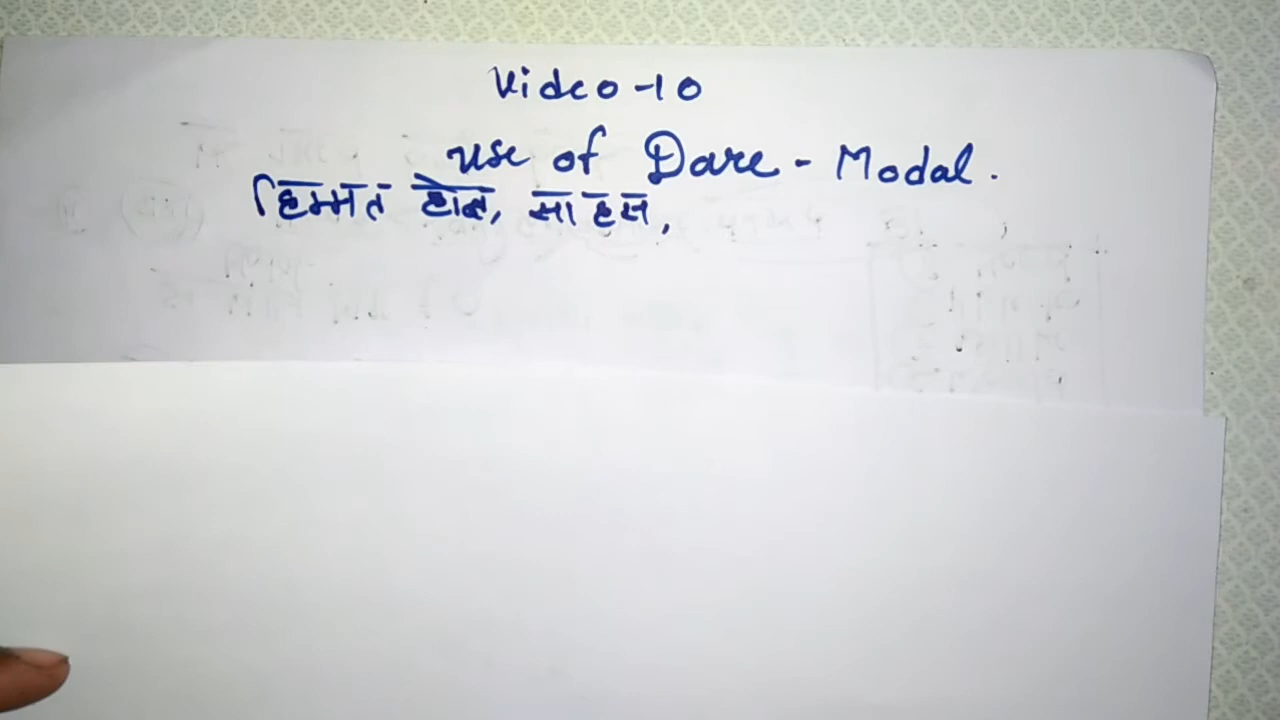 Video-10
use of Dare - Modal.
हिम्मत होना, साहस,